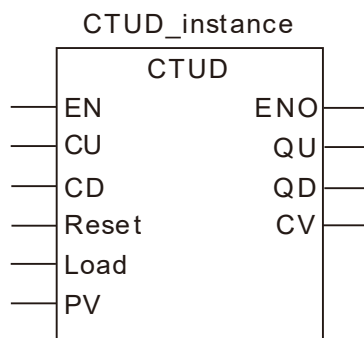 CTUD_instance
CTUD
EN ENO
CU QU
CD QD
Reset CV
Load
PV